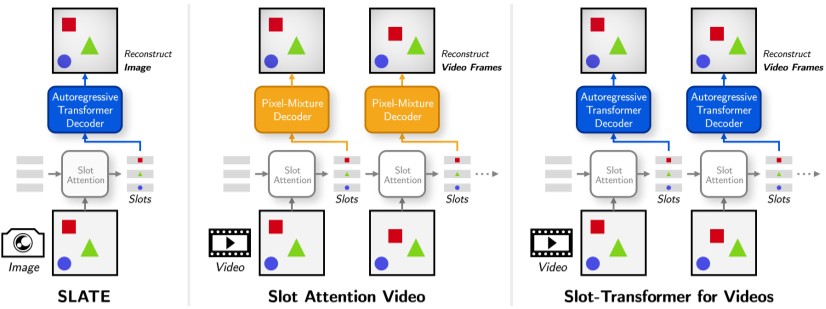 Reconstruct
Image
Autoregressive
Transformer
Decoder
Slot
Attention
Slots
Image
SLATE
Reconstruct
Video Frames
Pixel-Mixture
Decoder
Pixel-Mixture
Decoder
Slot
Attention
Slots
Slot
Attention
Slots
Video
Slot Attention Video
Reconstruct
Video Frames
Autoregressive
Transformer
Decoder
Autoregressive
Transformer
Decoder
Slot
Attention
Slots
Slot
Attention
Slots
Video
Slot-Transformer for Videos